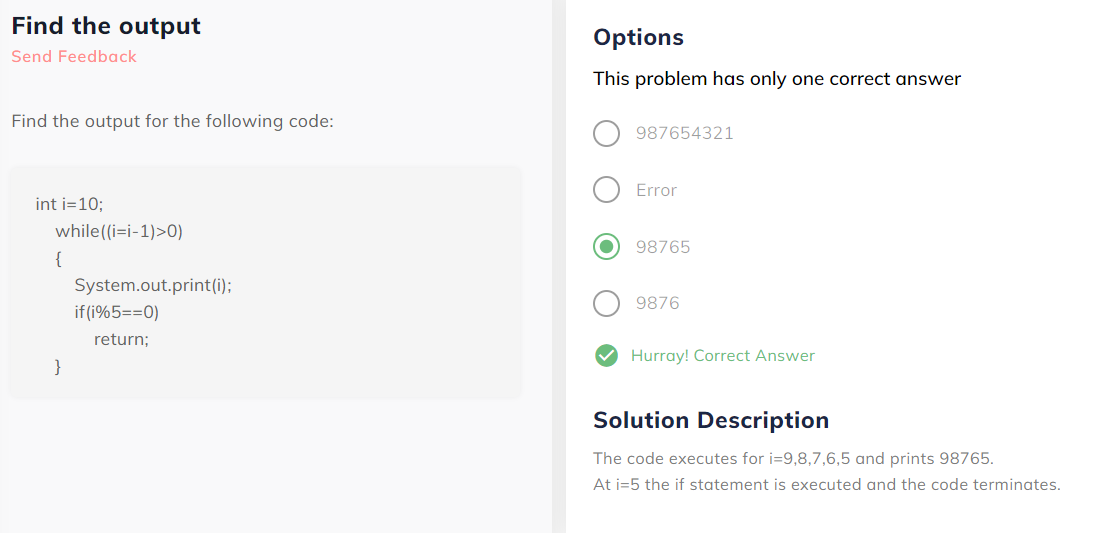 Find the output
Send Feedback
Find the output for the following code:
int i=10;
while((i=i-1)>0)
{
System.out.print(i);
if(i%5==0)
return;
}
Options
This problem has only one correct answer
987654321
Error
98765
9876
Hurray! Correct Answer
Solution Description
The code executes for i=9,8,7,6,5 and prints 98765.
At i=5 the if statement is executed and the code terminates.